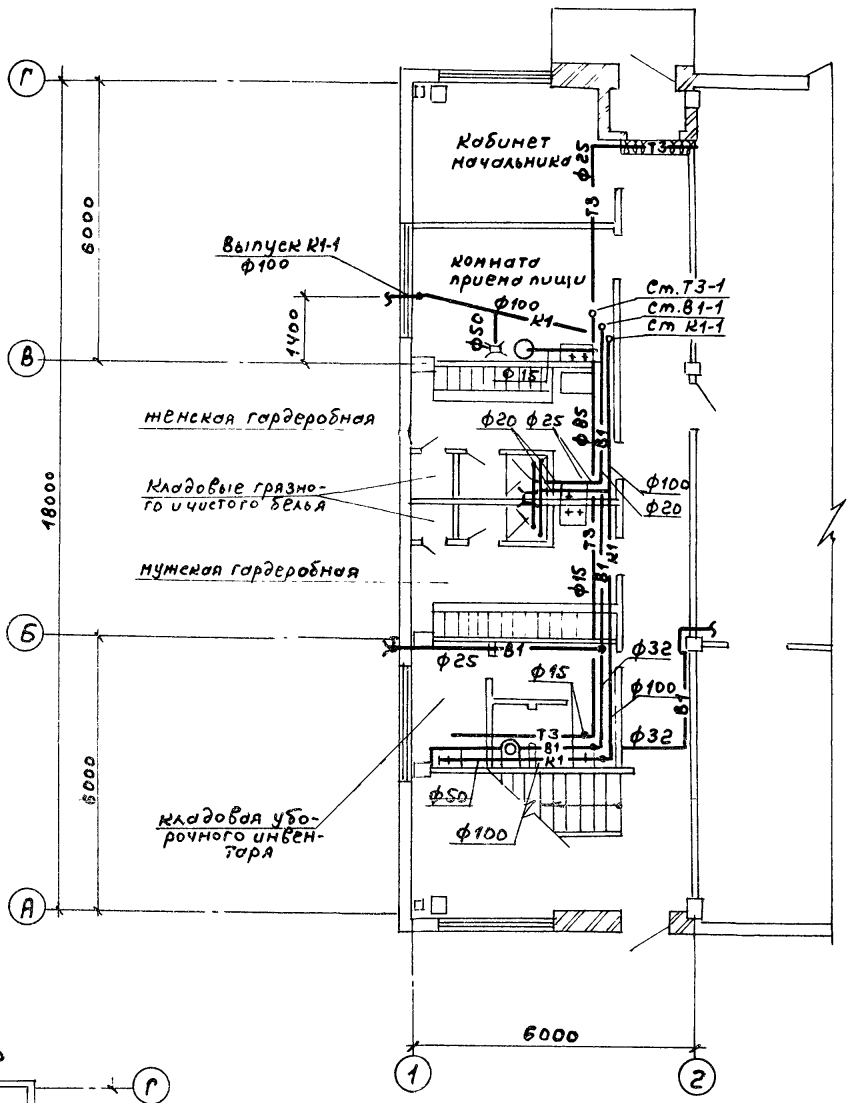 Г
Кабинет
начальника
ф25
Т3
Т3
6000
Выпуск К1-1
ф100
комната
приема пищи
Ст. Т3-1
Ст. В1-1
Ст К1-1
ф100
К1
1400
ф50
В
ф15
женская гардеробная
ф20 ф25
ф85
В1
ф100
ф20
18000
Кладовые грязно-
го и чистого белья
Т3
В1
К1
мужская гардеробная
ф15
Б
ф25
В1
ф32
ф15
ф100
В1
ф32
Т3
В1
К1
6000
ф50
ф100
кладовая убо-
рочного инвен-
таря
А
6000
1
2
Г